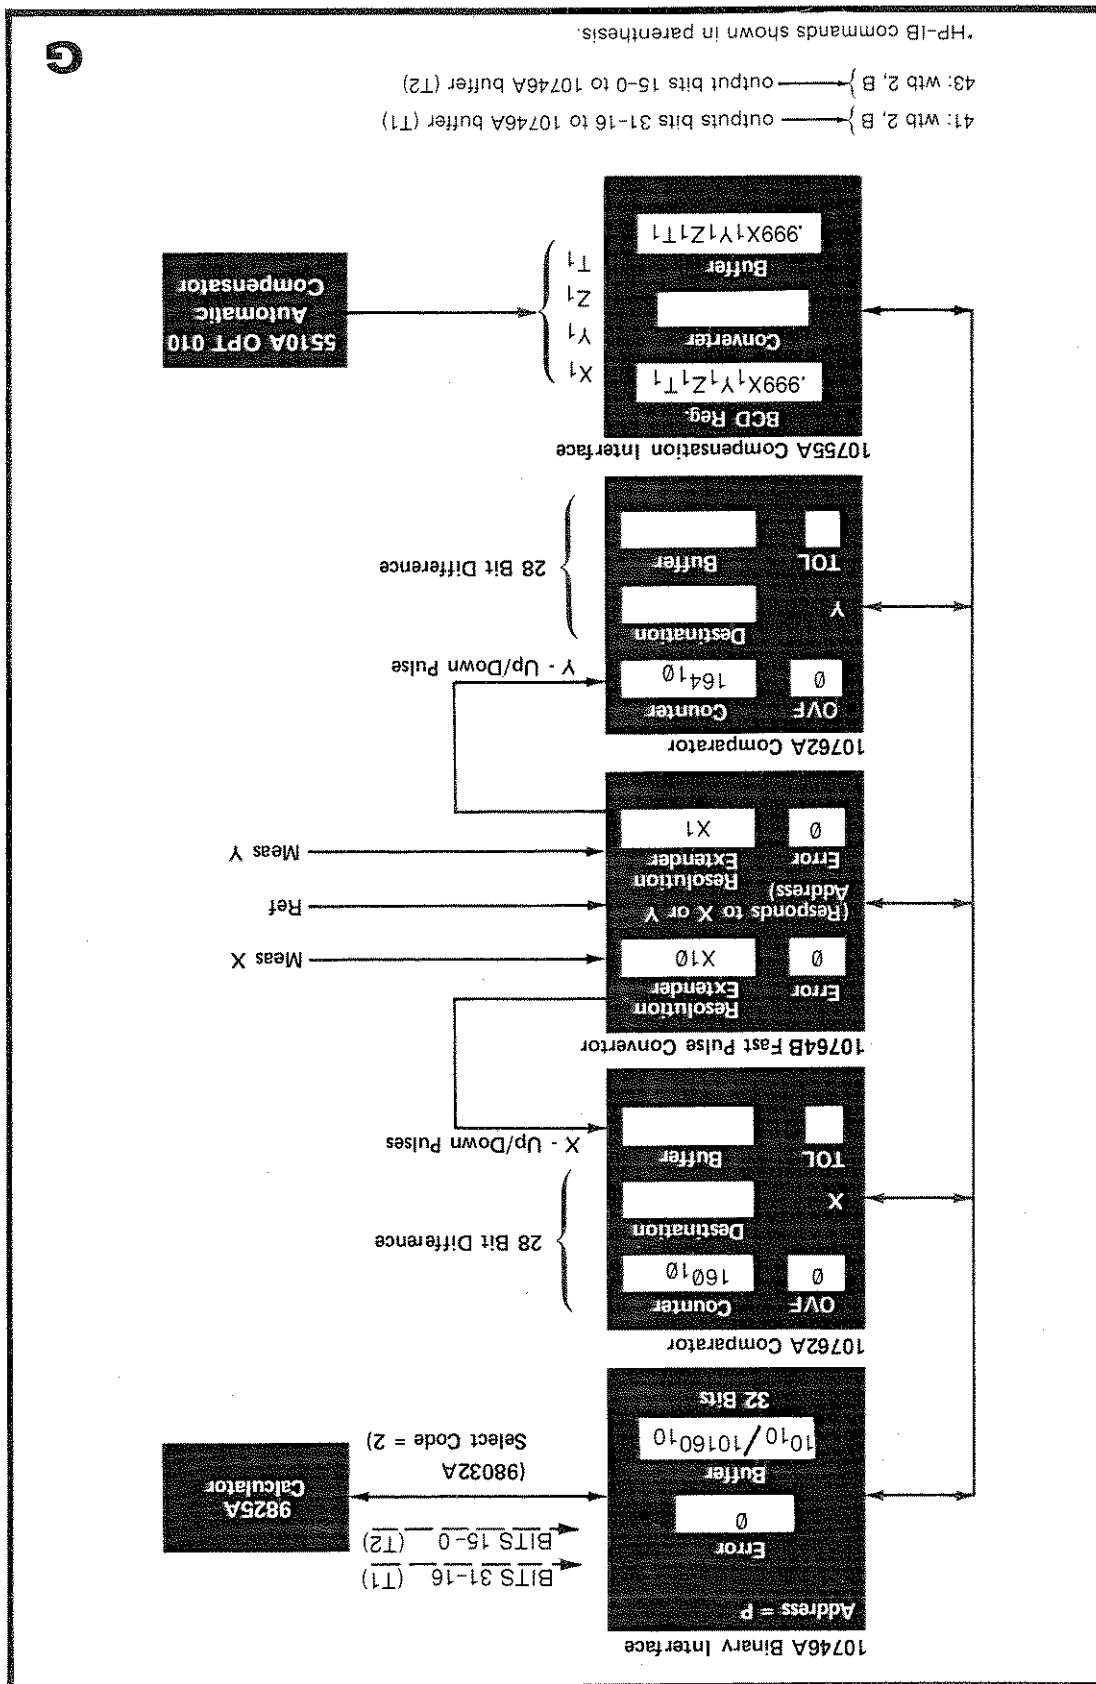 10746A Binary Interface
Address = P
Error
0
Buffer
10₁₀/10160₁₀
32 Bits
BITS 31-16 (T1)
BITS 15-0 (T2)
(98032A
Select Code = 2)
9825A
Calculator
10762A Comparator
OVF
Counter
0
160₁₀
X
Destination
TOL
Buffer
28 Bit Difference
X - Up/Down Pulses
10764B Fast Pulse Convertor
Error
Resolution
Extender
0
X10
(Responds to X or Y
Address)
Error
Resolution
Extender
0
X1
Meas X
Ref
Meas Y
10762A Comparator
OVF
Counter
0
164₁₀
Y
Destination
TOL
Buffer
Y - Up/Down Pulse
28 Bit Difference
10755A Compensation Interface
BCD Reg.
.999X₁Y₁Z₁T₁
Converter
Buffer
.999X₁Y₁Z₁T₁
X₁
Y₁
Z₁
T₁
5510A OPT 010
Automatic
Compensator
41: wtb 2, B } outputs bits 31-16 to 10746A buffer (T1)
43: wtb 2, B } output bits 15-0 to 10746A buffer (T2)
*HP-IB commands shown in parenthesis.
G